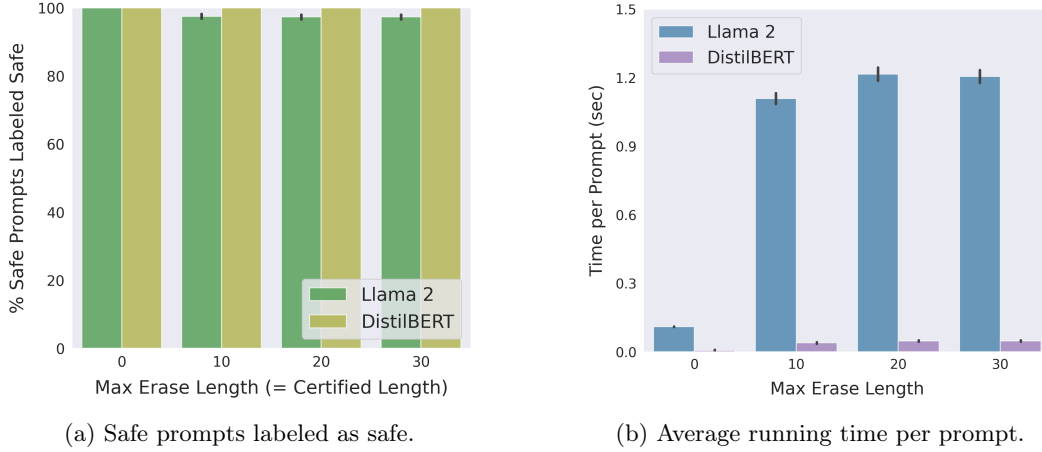 % Safe Prompts Labeled Safe
100
80
60
40
20
0
Llama 2
DistilBERT
0 10 20 30
Max Erase Length (= Certified Length)
(a) Safe prompts labeled as safe.
Time per Prompt (sec)
1.5
1.2
0.9
0.6
0.3
0.0
Llama 2
DistilBERT
0 10 20 30
Max Erase Length
(b) Average running time per prompt.